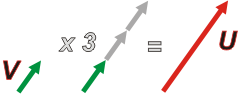 V x 3 = U